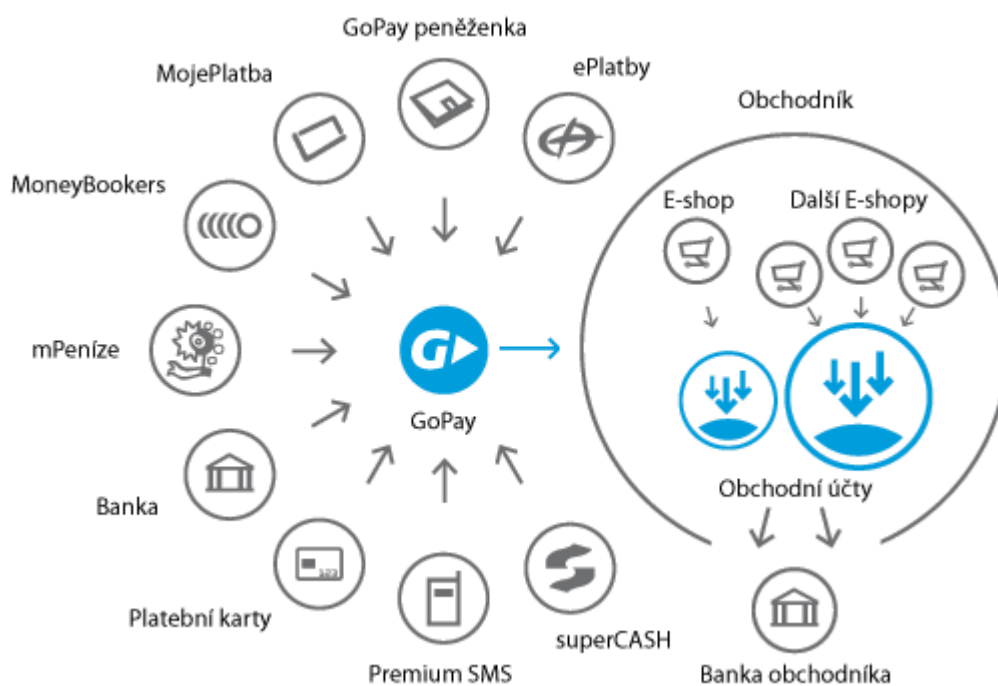 GoPay peněženka
MojePlatba
ePlatby
Obchodník
MoneyBookers
E-shop
Další E-shopy
mPeníze
G
GoPay
Obchodní účty
Banka
123
Platební karty
superCASH
Premium SMS
Banka obchodníka